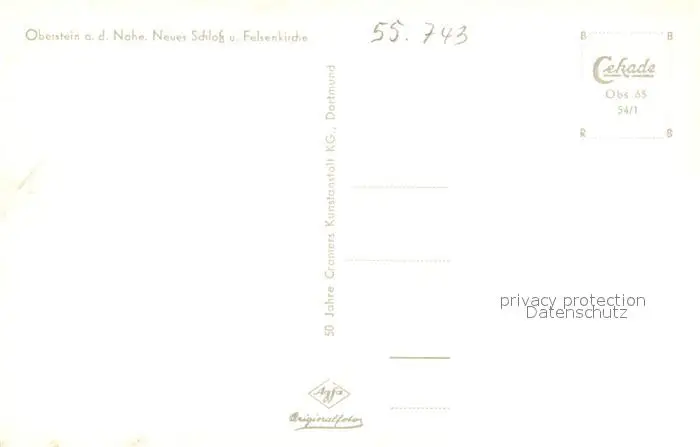 Oberstein a. d. Nahe. Neues Schloß u. Felsenkirche
55.743
B B
Cekade
Obs 55
54/1
R B
50 Jahre Cramers Kunstanstalt KG., Dortmund
privacy protection
Datenschutz
Agfa
Originalfoto